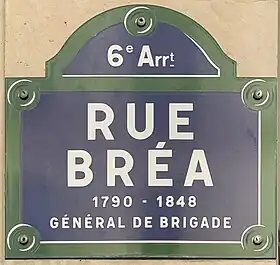 6e Arrt
RUE
BRÉA
1790 - 1848
GÉNÉRAL DE BRIGADE